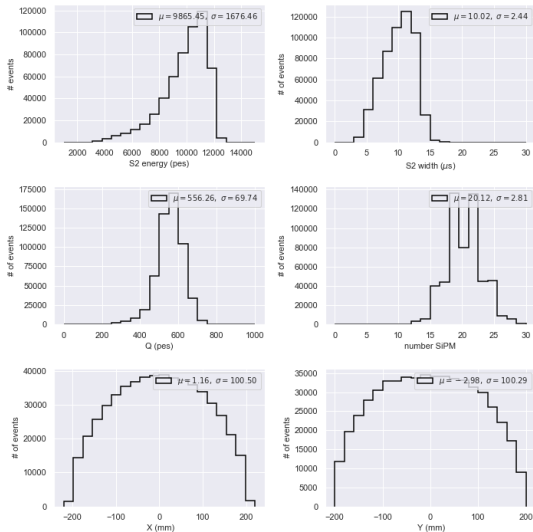 120000
100000
80000
60000
40000
20000
0
# of events
μ = 9865.45, σ = 1676.46
2000 4000 6000 8000 10000 12000 14000
S2 energy (pes)
120000
100000
80000
60000
40000
20000
0
# of events
μ = 10.02, σ = 2.44
0 5 10 15 20 25 30
S2 width (μs)
175000
150000
125000
100000
75000
50000
25000
0
# of events
μ = 556.26, σ = 69.74
0 200 400 600 800 1000
Q (pes)
140000
120000
100000
80000
60000
40000
20000
0
# of events
μ = 20.12, σ = 2.81
0 5 10 15 20 25 30
number SiPM
40000
30000
20000
10000
0
# of events
μ = 1.16, σ = 100.50
−200 −100 0 100 200
X (mm)
35000
30000
25000
20000
15000
10000
5000
0
# of events
μ = −2.98, σ = 100.29
−200 −100 0 100 200
Y (mm)